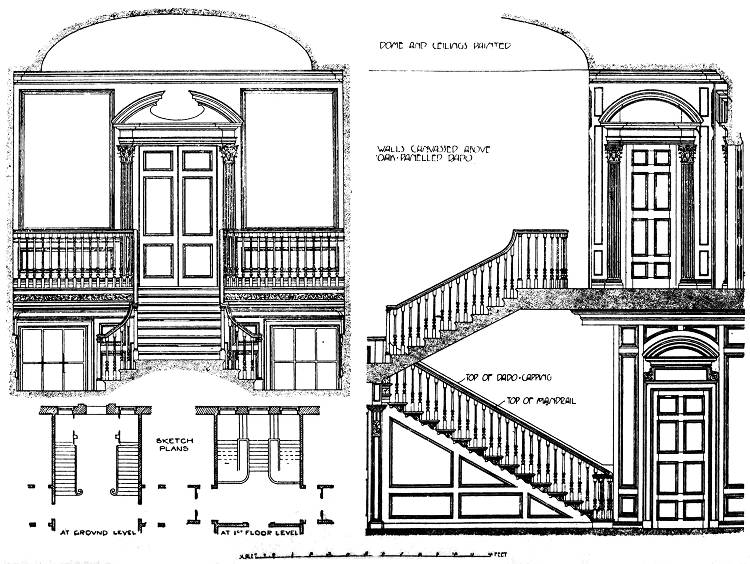 DOME AND CEILINGS PAINTED
WALLS CANVASSED ABOVE
OAK-PANELLED DADO
TOP OF DADO-CAPPING
TOP OF HANDRAIL
SKETCH
PLANS
AT GROUND LEVEL
AT 1ST FLOOR LEVEL
FEET